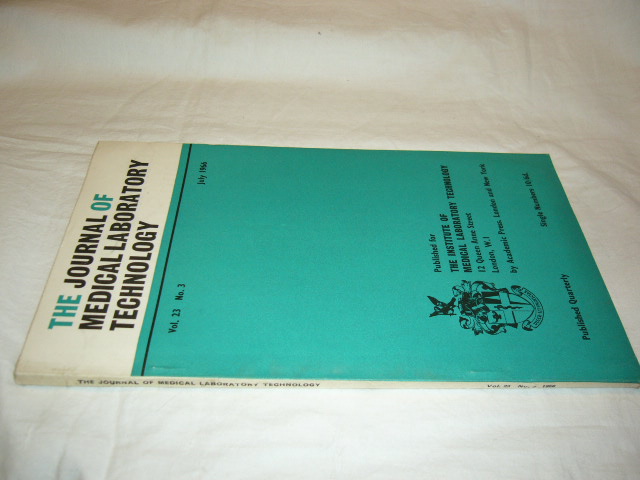 THE JOURNAL OF
MEDICAL LABORATORY
TECHNOLOGY
Vol. 23 No. 3
July 1966
Published for
THE INSTITUTE OF
MEDICAL LABORATORY TECHNOLOGY
12 Queen Anne Street
London, W.1
by Academic Press. London and New York.
Published Quarterly
Single Numbers 10/6d.
THE JOURNAL OF MEDICAL LABORATORY TECHNOLOGY